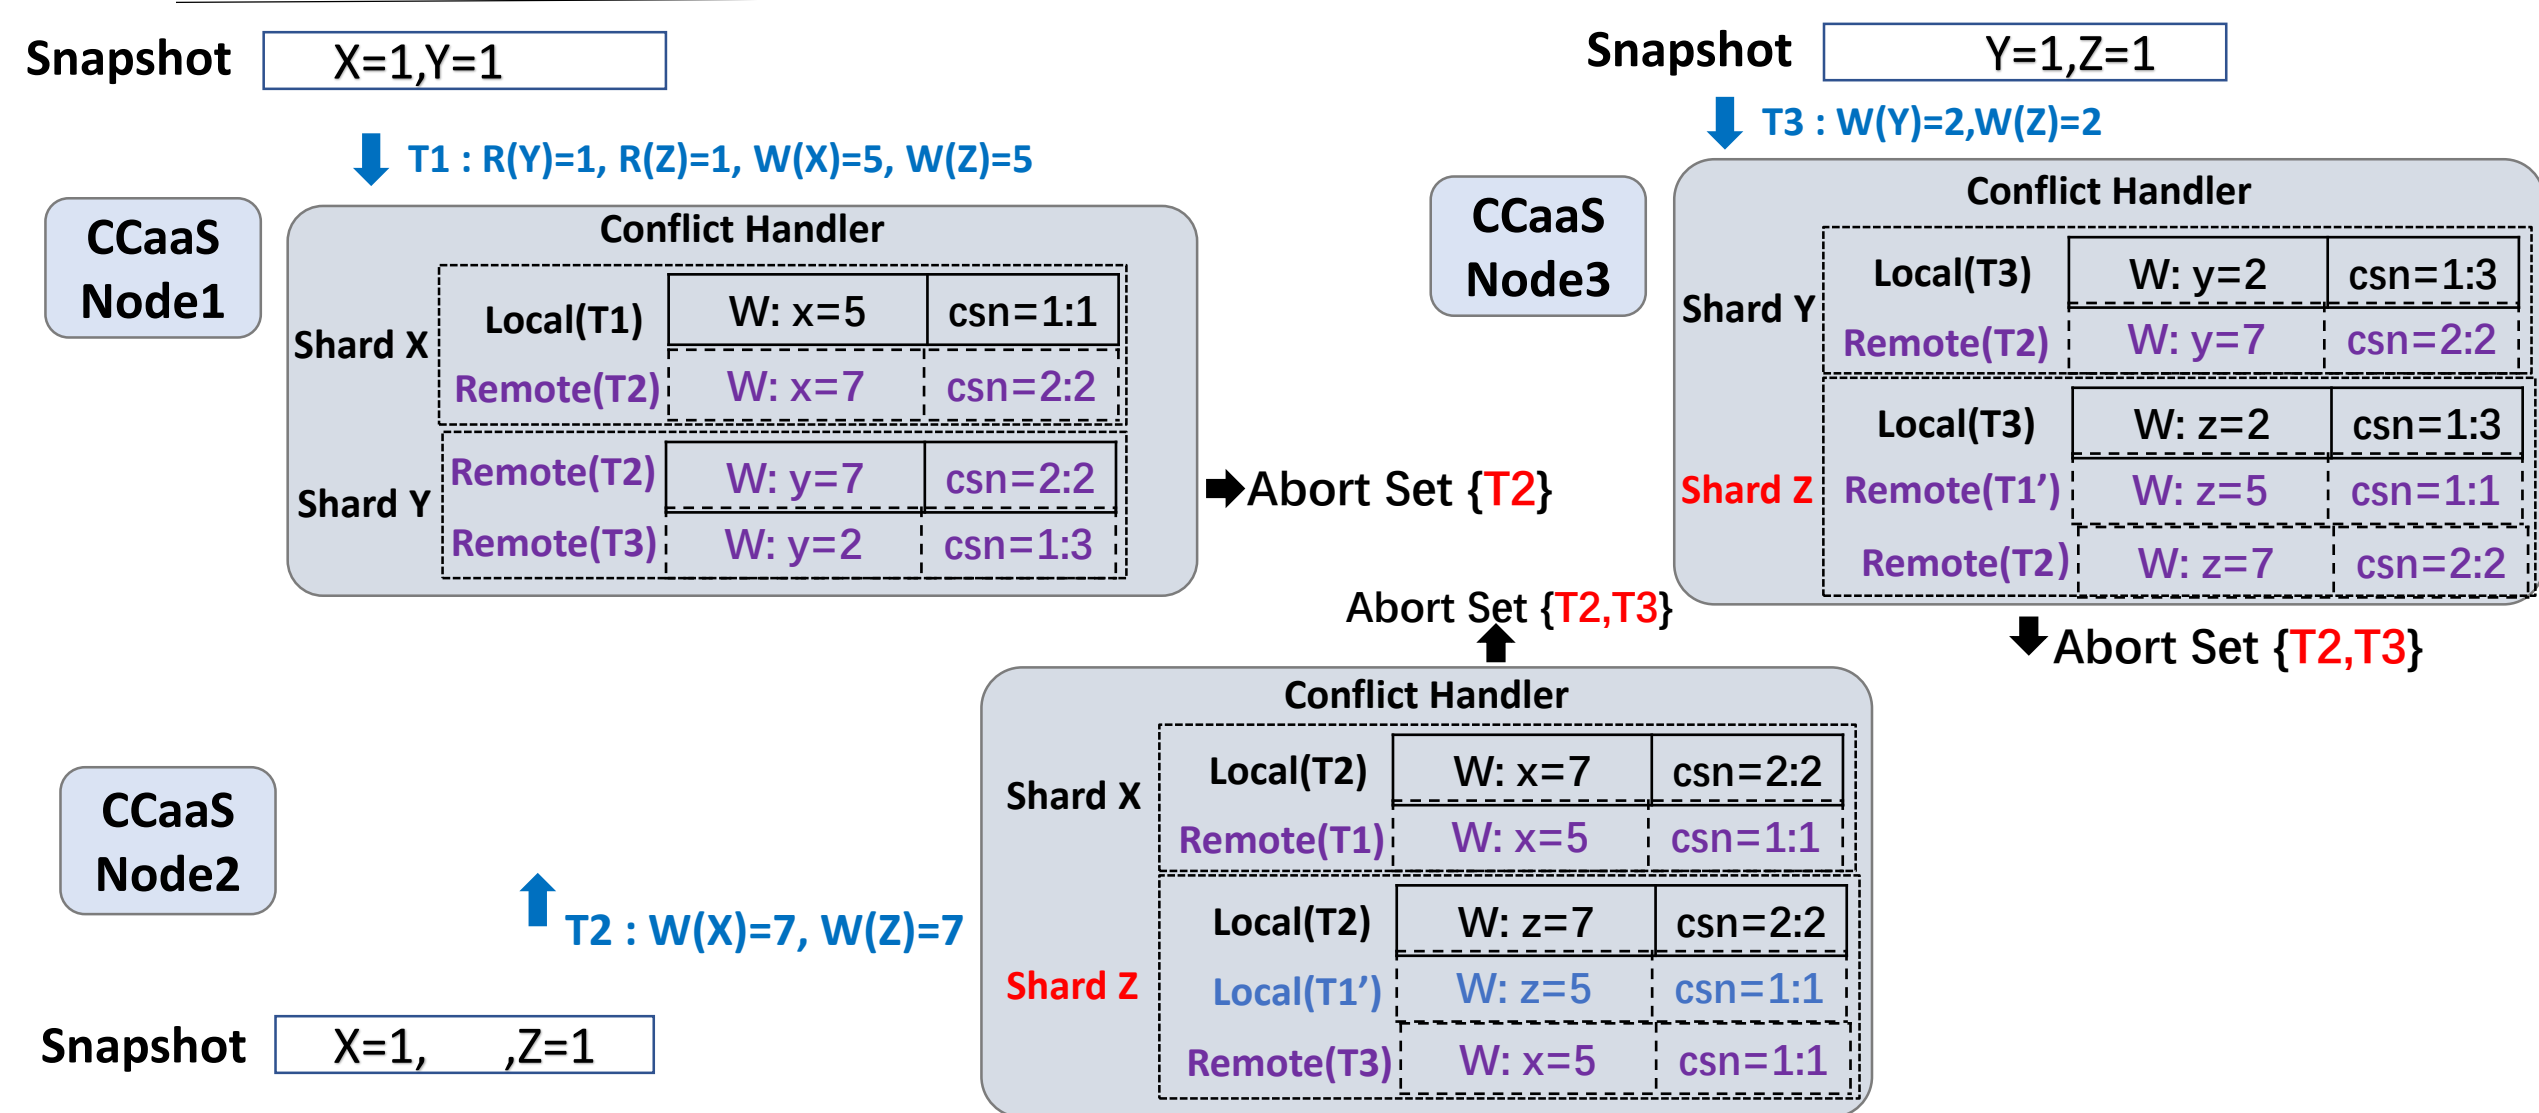 Snapshot X=1,Y=1
T1 : R(Y)=1, R(Z)=1, W(X)=5, W(Z)=5
CCaaS
Node1
Conflict Handler
Shard X
Local(T1) W: x=5 csn=1:1
Remote(T2) W: x=7 csn=2:2
Shard Y
Remote(T2) W: y=7 csn=2:2
Remote(T3) W: y=2 csn=1:3
Abort Set {T2}
Snapshot Y=1,Z=1
T3 : W(Y)=2,W(Z)=2
CCaaS
Node3
Conflict Handler
Shard Y
Local(T3) W: y=2 csn=1:3
Remote(T2) W: y=7 csn=2:2
Shard Z
Local(T3) W: z=2 csn=1:3
Remote(T1’) W: z=5 csn=1:1
Remote(T2) W: z=7 csn=2:2
Abort Set {T2,T3}
Abort Set {T2,T3}
Conflict Handler
Shard X
Local(T2) W: x=7 csn=2:2
Remote(T1) W: x=5 csn=1:1
Shard Z
Local(T2) W: z=7 csn=2:2
Local(T1’) W: z=5 csn=1:1
Remote(T3) W: x=5 csn=1:1
CCaaS
Node2
T2 : W(X)=7, W(Z)=7
Snapshot X=1, ,Z=1